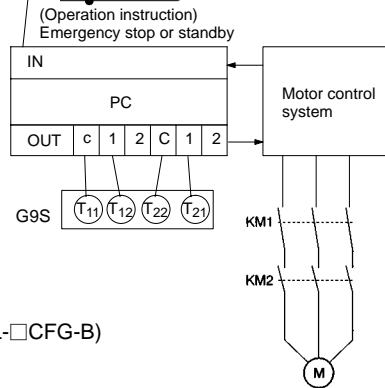 (Operation instruction)
Emergency stop or standby
IN
PC
OUT c 1 2 C 1 2
Motor control
system
G9S T11 T12 T22 T21
KM1
KM2
-□CFG-B)
M